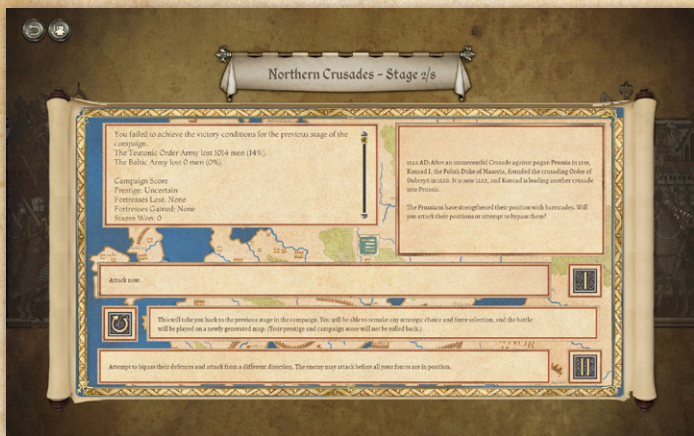 Northern Crusades - Stage 2/8
You failed to achieve the victory conditions for the previous stage of the
campaign.
The Teutonic Order Army lost 1014 men (14%).
The Baltic Army lost 0 men (0%).
Campaign Score
Prestige: Uncertain
Fortresses Lost: None
Fortresses Gained: None
Stages Won: 0
1222 AD: After an unsuccessful Crusade against pagan Prussia in 1219,
Konrad I, the Polish Duke of Masovia, founded the crusading Order of
Dobrzyń in 1220. It is now 1222, and Konrad is leading another crusade
into Prussia.
The Prussians have strengthened their position with barricades. Will
you attack their positions or attempt to bypass them?
Attack now.
I
This will take you back to the previous stage in the campaign. You will be able to remake any strategic choice and force selection, and the battle
will be played on a newly generated map. (Your prestige and campaign score will not be rolled back.)
Attempt to bypass their defences and attack from a different direction. The enemy may attack before all your forces are in position.
II